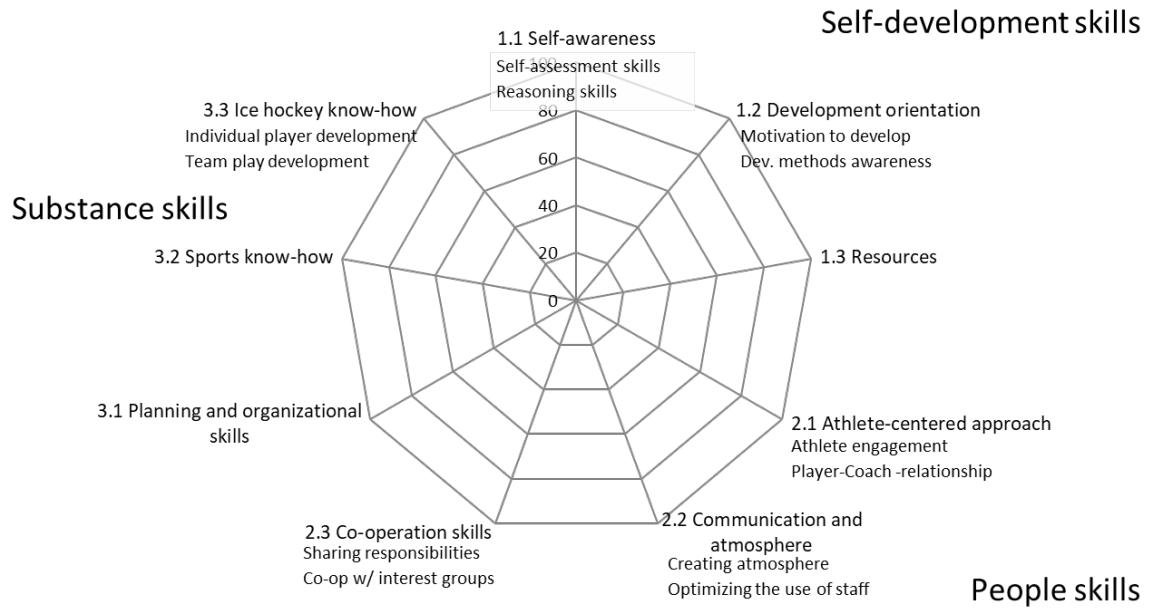 Self-development skills
1.1 Self-awareness
100
Self-assessment skills
Reasoning skills
80
60
40
20
0
3.3 Ice hockey know-how
Individual player development
Team play development
1.2 Development orientation
Motivation to develop
Dev. methods awareness
Substance skills
3.2 Sports know-how
1.3 Resources
3.1 Planning and organizational
skills
2.1 Athlete-centered approach
Athlete engagement
Player-Coach -relationship
2.3 Co-operation skills
Sharing responsibilities
Co-op w/ interest groups
2.2 Communication and
atmosphere
Creating atmosphere
Optimizing the use of staff
People skills